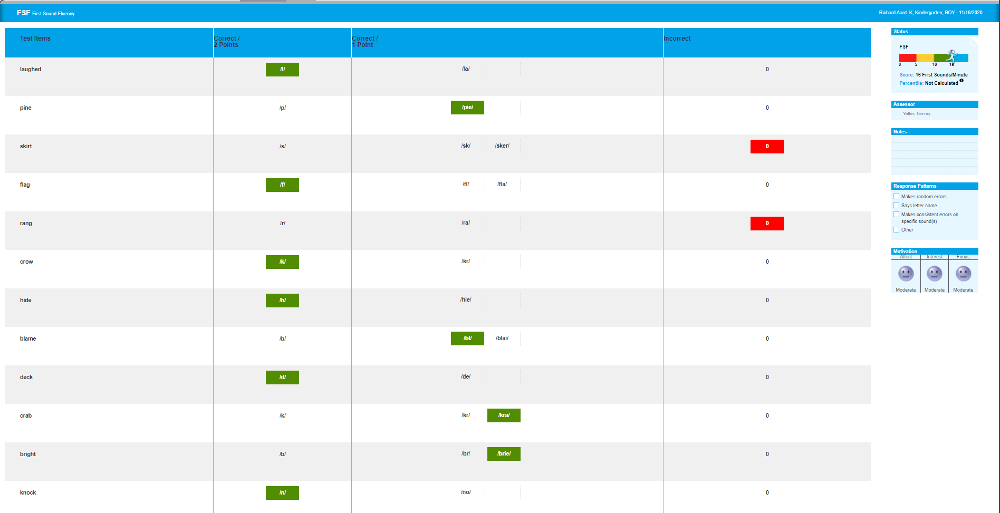 FSF First Sound Fluency
Richard Aard_K, Kindergarten, BOY - 11/19/2020
Test Items
Correct /
2 Points
Correct /
1 Point
Incorrect
laughed /l/ /la/ 0
pine /p/ /pie/ 0
skirt /s/ /sk/ /sker/ 0
flag /f/ /fl/ /fla/ 0
rang /r/ /ra/ 0
crow /k/ /kr/ 0
hide /h/ /hie/ 0
blame /b/ /bl/ /blai/ 0
deck /d/ /de/ 0
crab /k/ /kr/ /kra/ 0
bright /b/ /br/ /brie/ 0
knock /n/ /no/ 0
Status
FSF
0 5 10 16
Score: 16 First Sounds/Minute
Percentile: Not Calculated
Assessor
Yetter, Tammy
Notes
Response Patterns
Makes random errors
Says letter name
Makes consistent errors on
specific sound(s)
Other
Motivation
Affect Interest Focus
Moderate Moderate Moderate